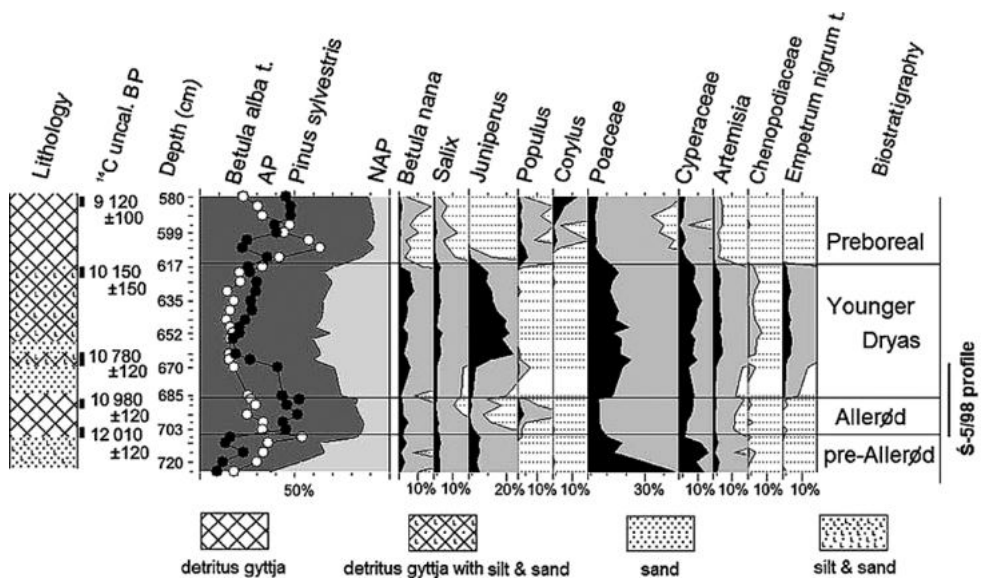 Lithology
¹⁴C uncal. BP
Depth (cm)
Betula alba t.
AP
Pinus sylvestris
NAP
Betula nana
Salix
Juniperus
Populus
Corylus
Poaceae
Cyperaceae
Artemisia
Chenopodiaceae
Empetrum nigrum t.
Biostratigraphy
9 120
±100
10 150
±150
10 780
±120
10 980
±120
12 010
±120
580
599
617
635
652
670
685
703
720
Preboreal
Younger
Dryas
Allerød
pre-Allerød
Ś-5/98 profile
50% 10% 10% 20% 10% 10% 30% 10% 10% 10% 10%
detritus gyttja detritus gyttja with silt & sand sand silt & sand
L L L L L